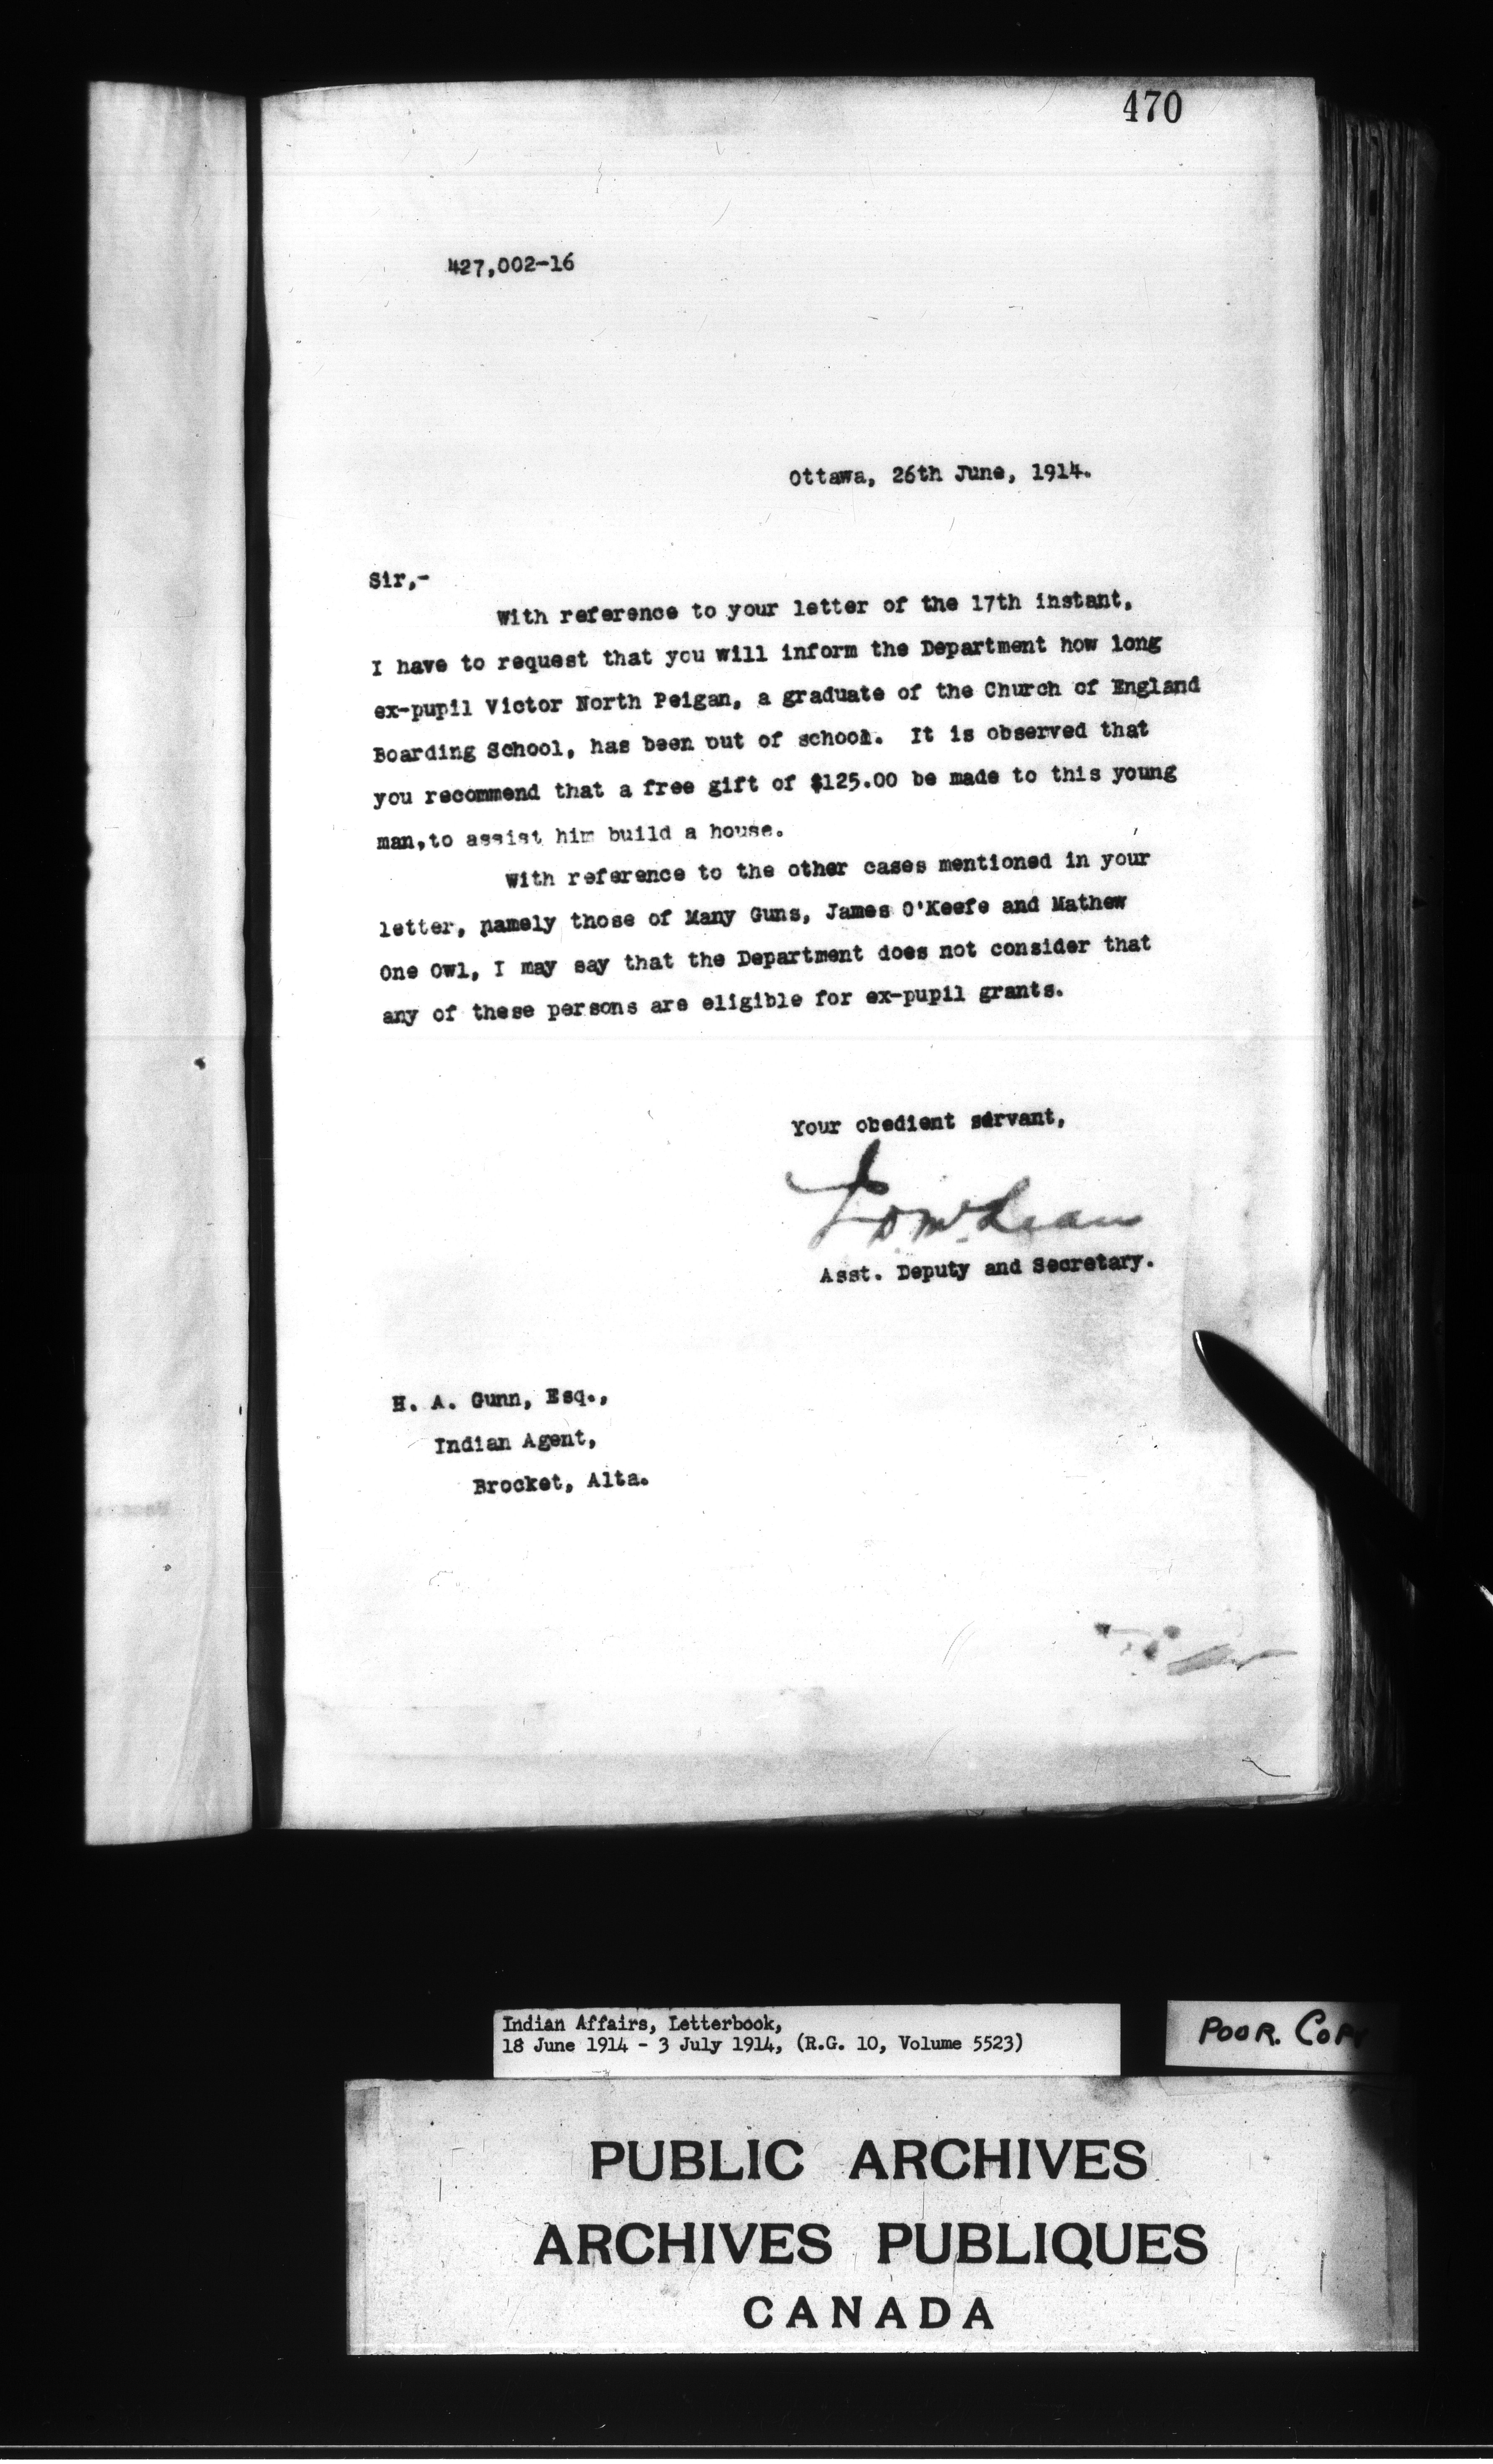 470
427,002-16
Ottawa, 26th June, 1914.
Sir,-
With reference to your letter of the 17th instant,
I have to request that you will inform the Department how long
ex-pupil Victor North Peigan, a graduate of the Church of England
Boarding School, has been out of school. It is observed that
you recommend that a free gift of $125.00 be made to this young
man, to assist him build a house.
With reference to the other cases mentioned in your
letter, namely those of Many Guns, James O'Keefe and Mathew
One Owl, I may say that the Department does not consider that
any of these persons are eligible for ex-pupil grants.
Your obedient servant,
J D McLean
Asst. Deputy and Secretary.
H. A. Gunn, Esq.,
Indian Agent,
Brocket, Alta.
Indian Affairs, Letterbook,
18 June 1914 - 3 July 1914, (R.G. 10, Volume 5523)
POOR. COPY
PUBLIC ARCHIVES
ARCHIVES PUBLIQUES
CANADA